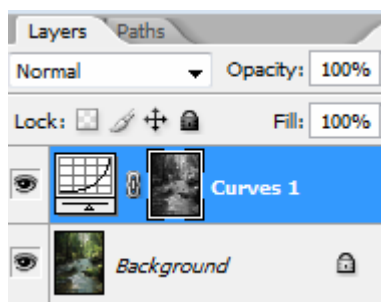 Layers Paths
Normal Opacity: 100%
Lock: Fill: 100%
Curves 1
Background